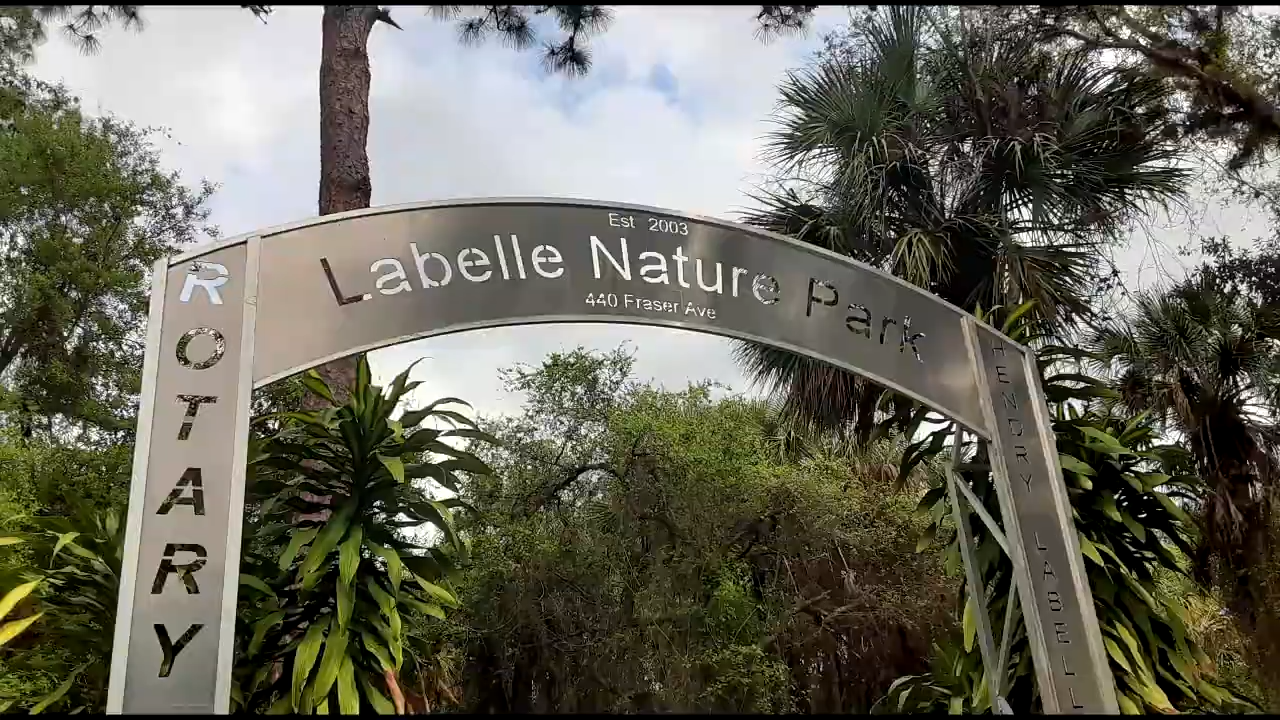 Est 2003
Labelle Nature Park
440 Fraser Ave
ROTARY
HENDRY LABELL